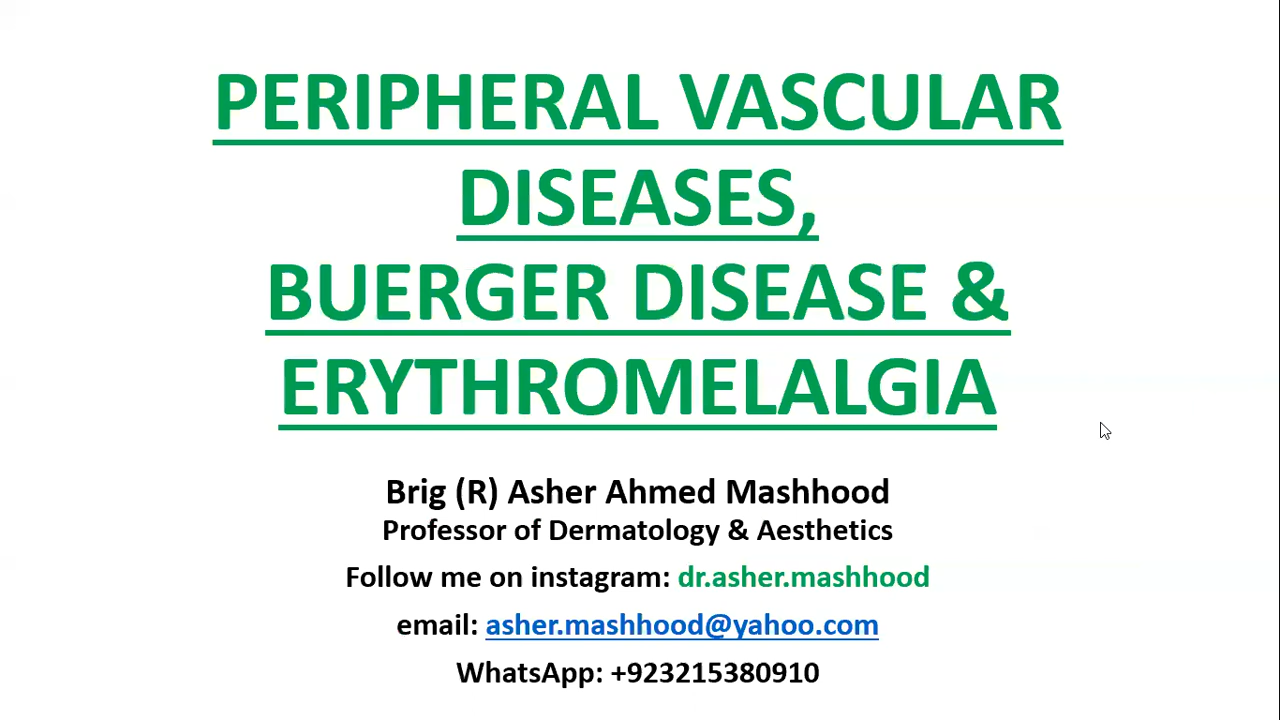 PERIPHERAL VASCULAR
DISEASES,
BUERGER DISEASE &
ERYTHROMELALGIA
Brig (R) Asher Ahmed Mashhood
Professor of Dermatology & Aesthetics
Follow me on instagram: dr.asher.mashhood
email: asher.mashhood@yahoo.com
WhatsApp: +923215380910